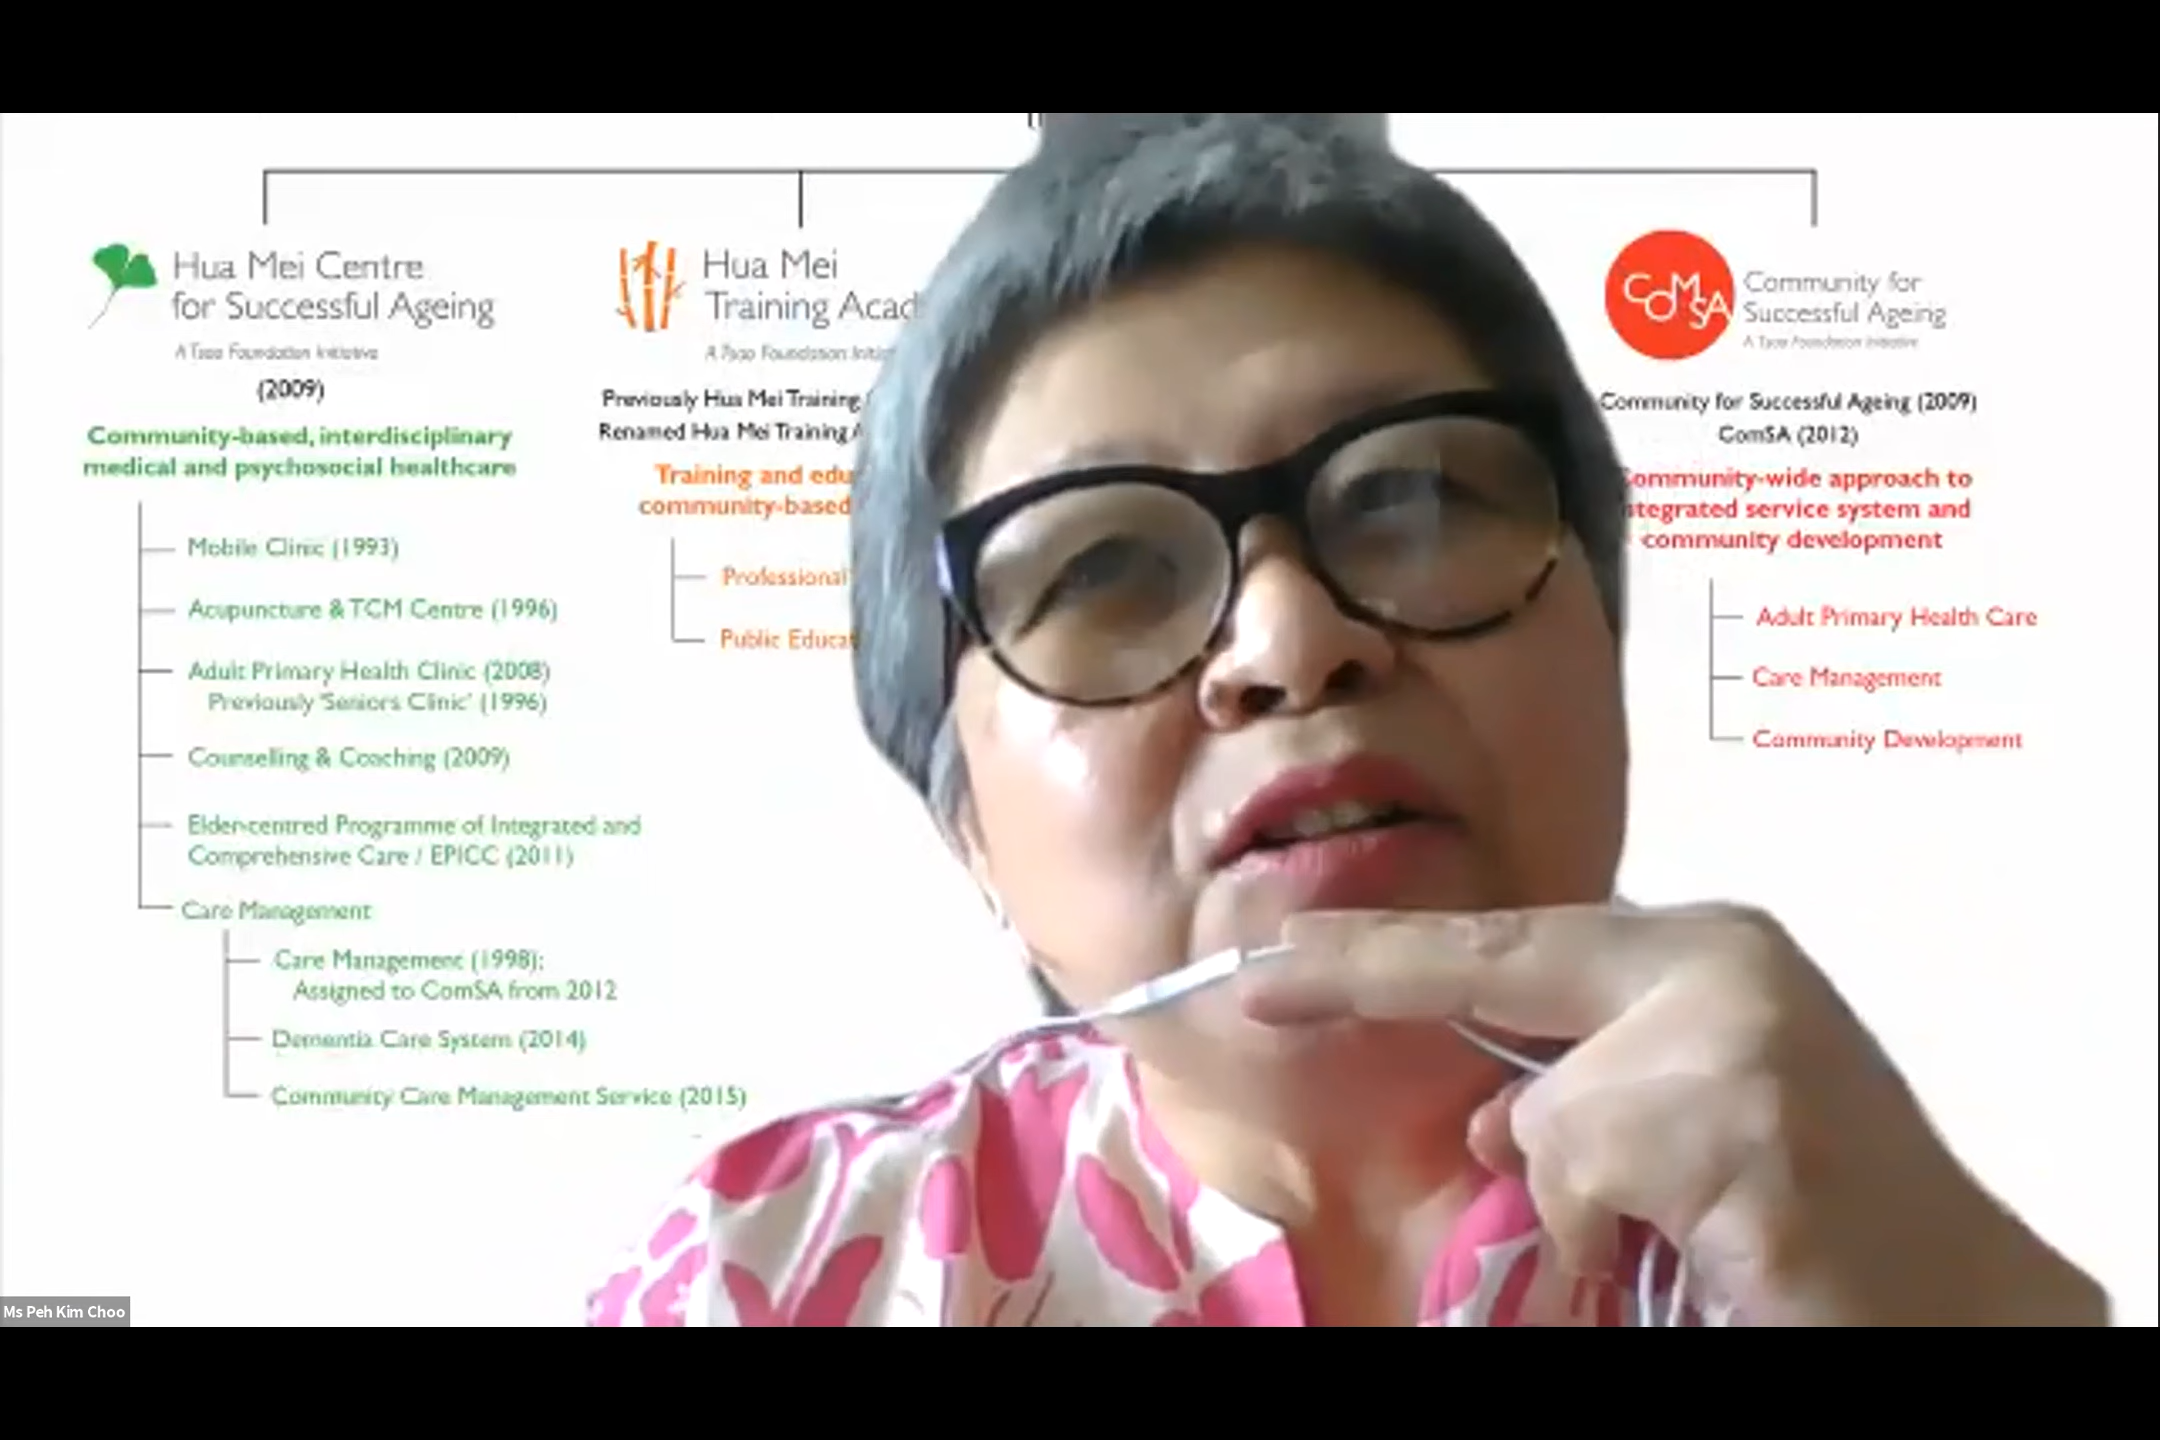 Hua Mei Centre
for Successful Ageing
A Tsao Foundation Initiative
(2009)
Community-based, interdisciplinary
medical and psychosocial healthcare
Mobile Clinic (1993)
Acupuncture & TCM Centre (1996)
Adult Primary Health Clinic (2008)
Previously 'Seniors Clinic' (1996)
Counselling & Coaching (2009)
Elder-centred Programme of Integrated and
Comprehensive Care / EPICC (2011)
Care Management
Care Management (1998);
Assigned to ComSA from 2012
Dementia Care System (2014)
Community Care Management Service (2015)
Hua Mei
Training Acad
A Tsao Foundation Initia
Previously Hua Mei Training
Renamed Hua Mei Training A
Training and edu
community-based
Professional
Public Educat
COMSA
Community for
Successful Ageing
A Tsao Foundation Initiative
Community for Successful Ageing (2009)
ComSA (2012)
ommunity-wide approach to
tegrated service system and
community development
Adult Primary Health Care
Care Management
Community Development
Ms Peh Kim Choo